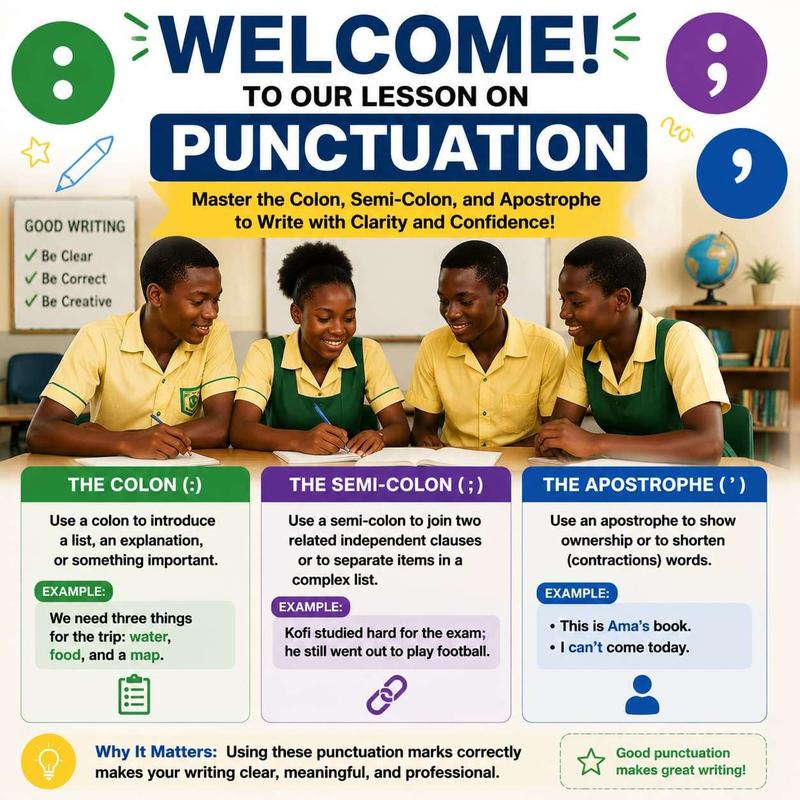 WELCOME!
TO OUR LESSON ON
PUNCTUATION
Master the Colon, Semi-Colon, and Apostrophe
to Write with Clarity and Confidence!
GOOD WRITING
✓ Be Clear
✓ Be Correct
✓ Be Creative
THE COLON (:)
Use a colon to introduce
a list, an explanation,
or something important.
EXAMPLE:
We need three things
for the trip: water,
food, and a map.
THE SEMI-COLON (;)
Use a semi-colon to join two
related independent clauses
or to separate items in a
complex list.
EXAMPLE:
Kofi studied hard for the exam;
he still went out to play football.
THE APOSTROPHE (’)
Use an apostrophe to show
ownership or to shorten
(contractions) words.
EXAMPLE:
• This is Ama’s book.
• I can’t come today.
Why It Matters: Using these punctuation marks correctly
makes your writing clear, meaningful, and professional.
Good punctuation
makes great writing!